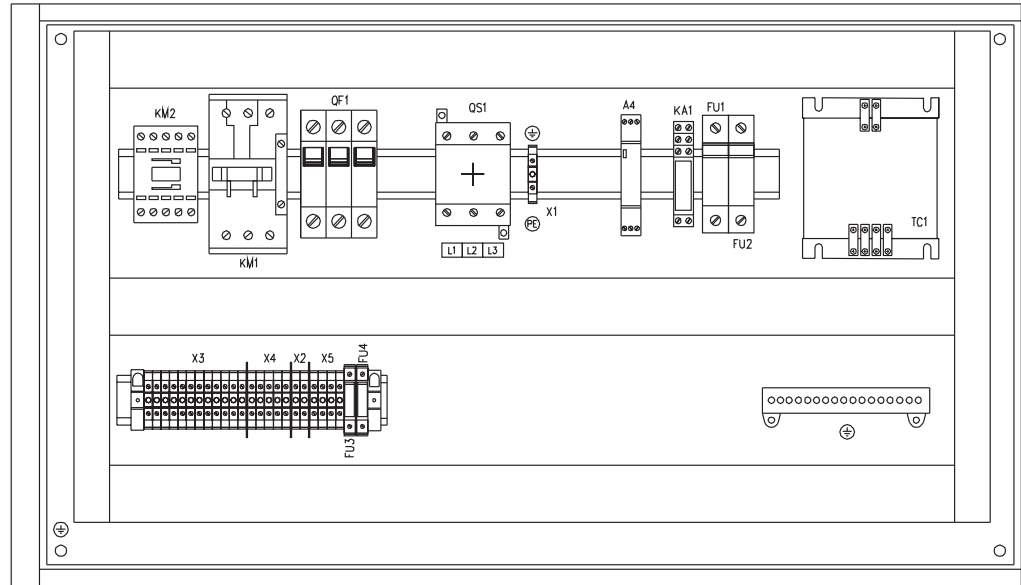 KM2
KM1
QF1
QS1
L1 L2 L3
PE
X1
A4
KA1
FU1
FU2
TC1
X3
X4
X2
X5
FU4
FU3